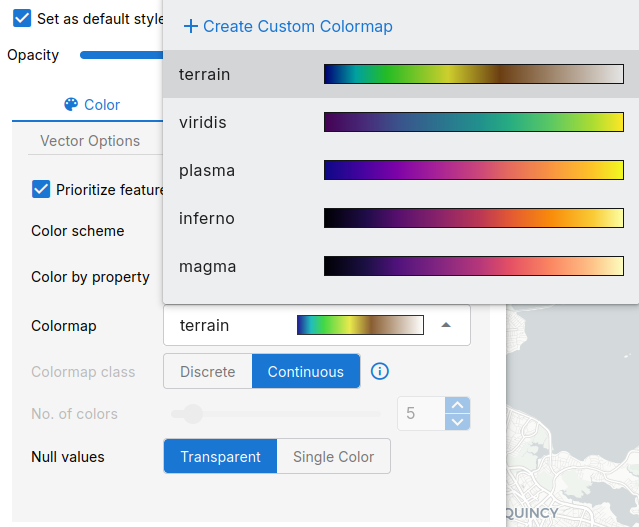 Set as default style
Create Custom Colormap
Opacity
terrain
Color
viridis
Vector Options
plasma
Prioritize feature
inferno
Color scheme
magma
Color by property
Colormap
terrain
Colormap class
Discrete
Continuous
No. of colors
5
Null values
Transparent
Single Color
QUINCY